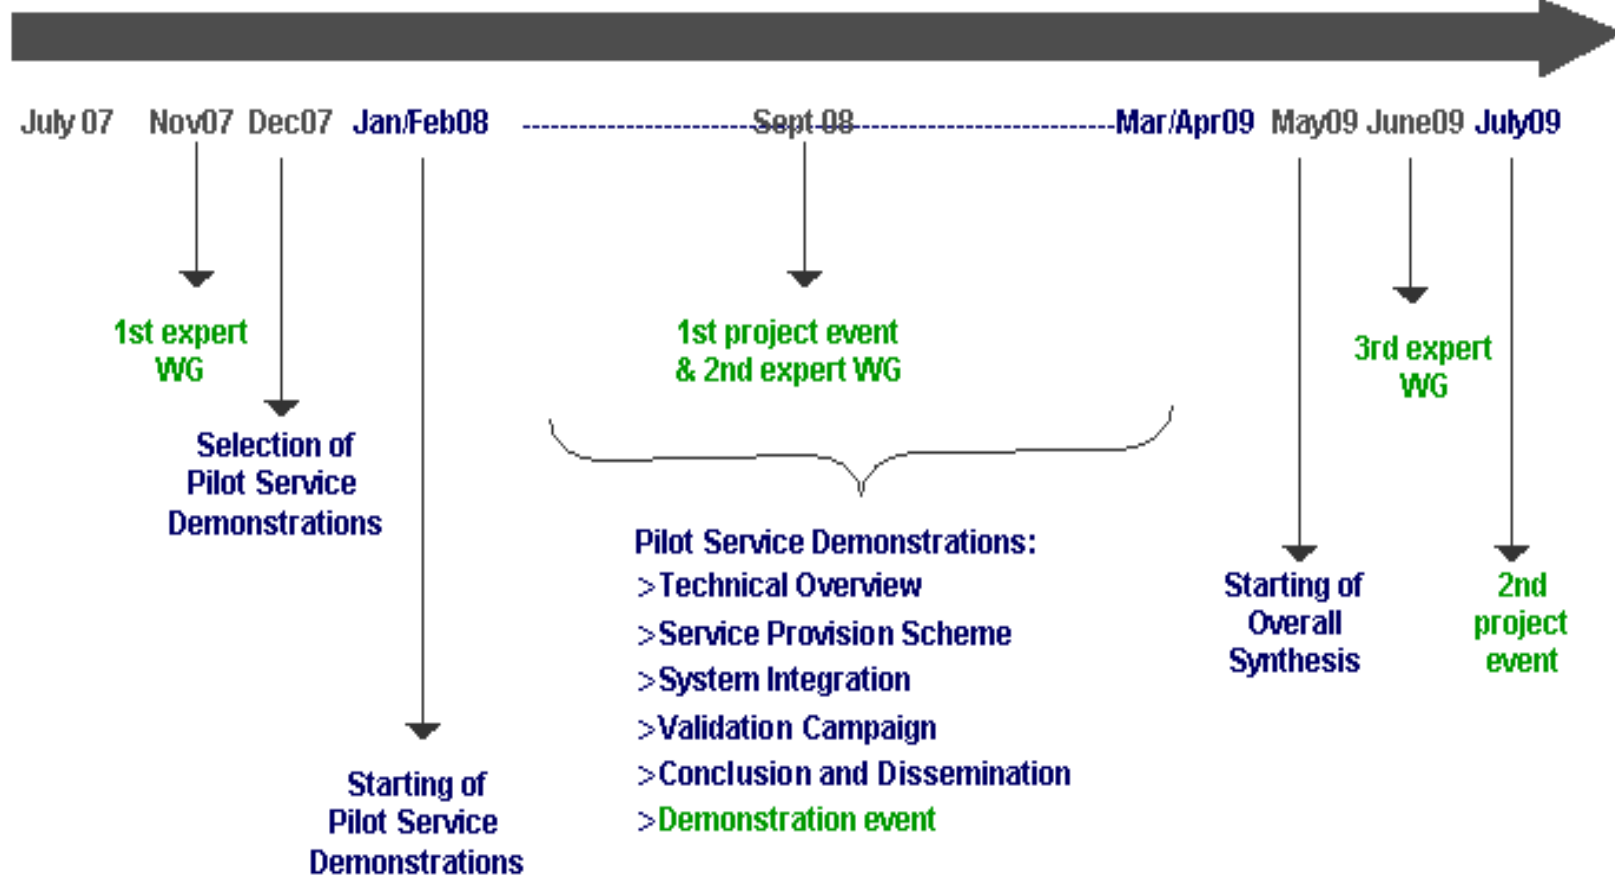 July 07 Nov07 Dec07 Jan/Feb08 Sept 08 Mar/Apr09 May09 June09 July09
1st expert
WG
1st project event
& 2nd expert WG
3rd expert
WG
Selection of
Pilot Service
Demonstrations
Pilot Service Demonstrations:
>Technical Overview
>Service Provision Scheme
>System Integration
>Validation Campaign
>Conclusion and Dissemination
>Demonstration event
Starting of
Overall
Synthesis
2nd
project
event
Starting of
Pilot Service
Demonstrations